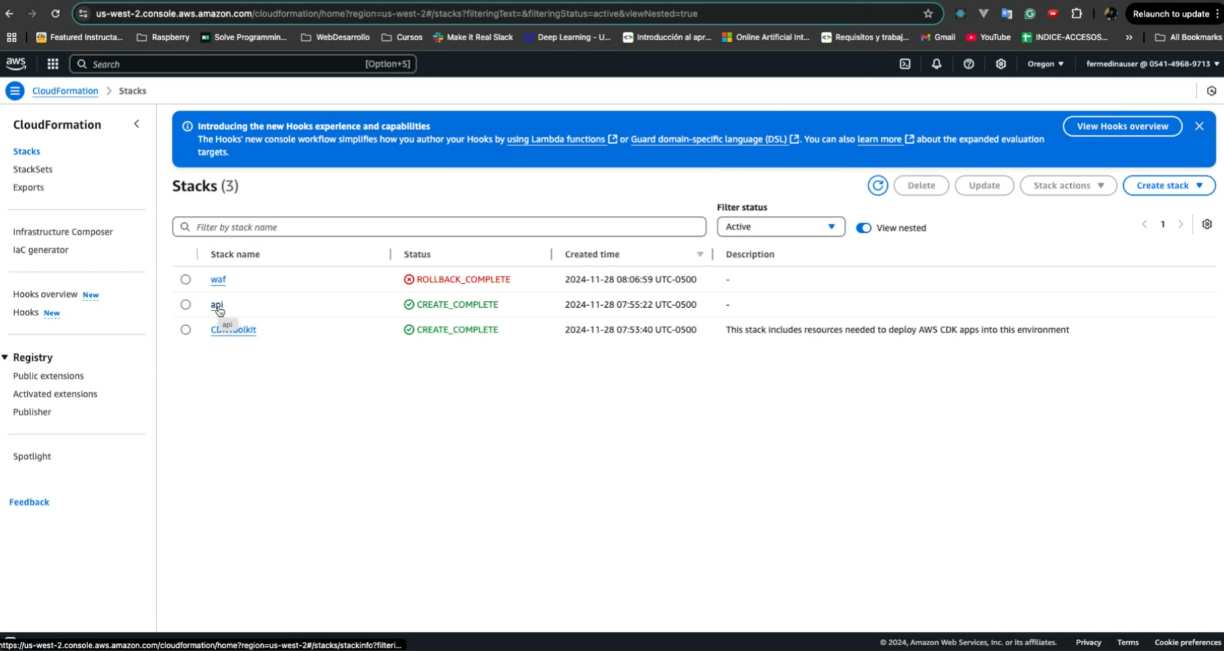 us-west-2.console.aws.amazon.com/cloudformation/home?region=us-west-2#/stacks?filteringText=&filteringStatus=active&viewNested=true
Relaunch to update
Featured Instructa... Raspberry Solve Programmin... WebDesarrollo Cursos Make it Real Slack Deep Learning - U... Introducción al apr... Online Artificial Int... Requisitos y trabaj... Gmail YouTube INDICE-ACCESOS... » All Bookmarks
aws Search [Option+S] Oregon fermedinauser @ 0541-4968-9713
CloudFormation > Stacks
CloudFormation
Stacks
StackSets
Exports
Infrastructure Composer
IaC generator
Hooks overview New
Hooks New
Registry
Public extensions
Activated extensions
Publisher
Spotlight
Feedback
Introducing the new Hooks experience and capabilities
The Hooks' new console workflow simplifies how you author your Hooks by using Lambda functions or Guard domain-specific language (DSL). You can also learn more about the expanded evaluation
targets.
View Hooks overview
Stacks (3)
Delete Update Stack actions Create stack
Filter status
Filter by stack name Active View nested 1
Stack name Status Created time Description
waf ROLLBACK_COMPLETE 2024-11-28 08:06:59 UTC-0500 -
api CREATE_COMPLETE 2024-11-28 07:55:22 UTC-0500 -
api
CDKToolkit CREATE_COMPLETE 2024-11-28 07:53:40 UTC-0500 This stack includes resources needed to deploy AWS CDK apps into this environment
https://us-west-2.console.aws.amazon.com/cloudformation/home?region=us-west-2#/stacks/stackinfo?filteri...
© 2024, Amazon Web Services, Inc. or its affiliates. Privacy Terms Cookie preferences